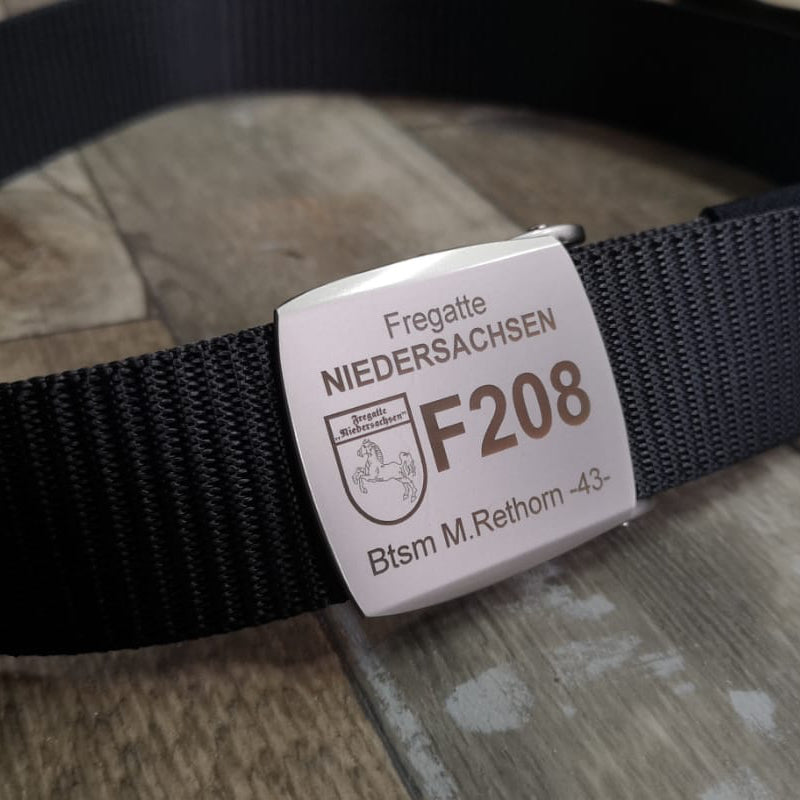 Fregatte
NIEDERSACHSEN
Fregatte
„Niedersachsen"
F208
Btsm M.Rethorn -43-